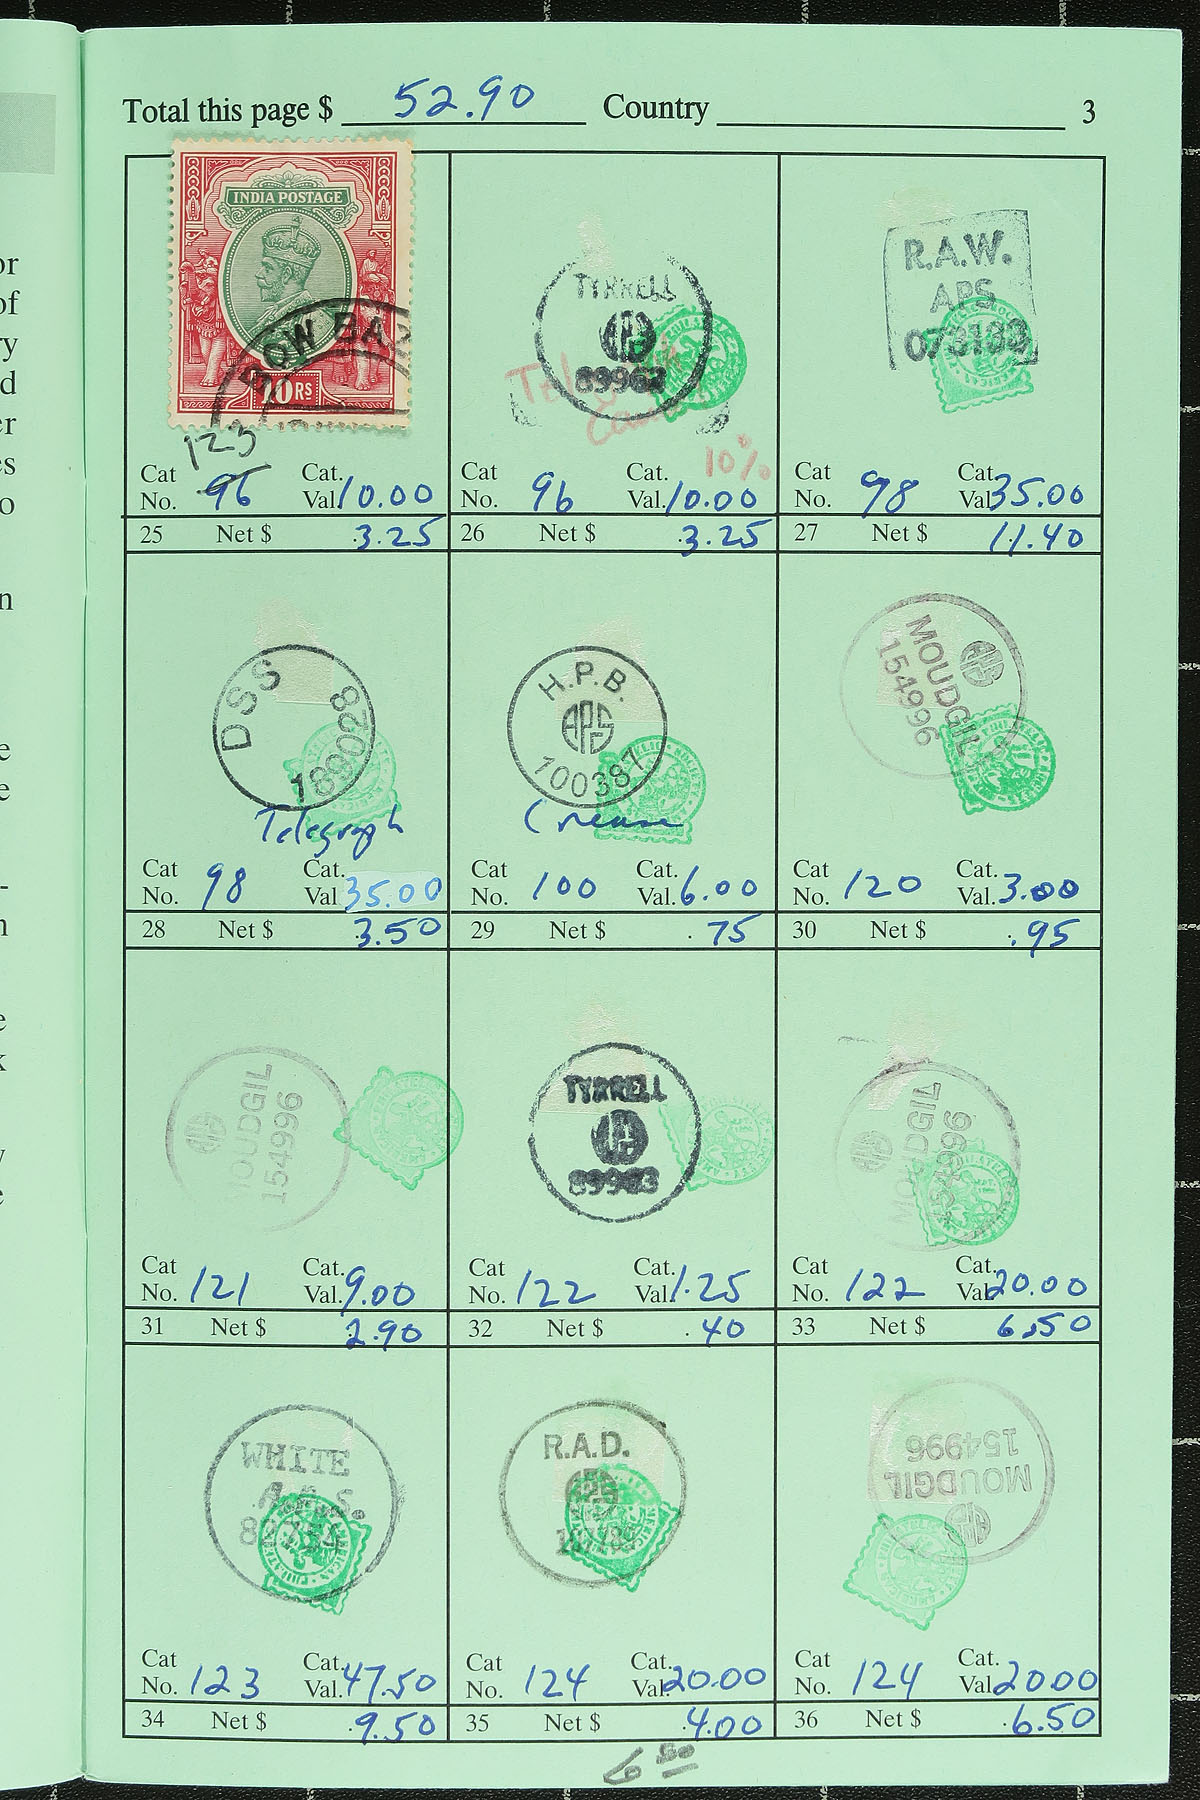 Total this page $ 52.90 Country 3
INDIA POSTAGE
BOW BAZ
10 RS
123
Cat No. 96 Cat. Val. 10.00
25 Net $ 3.25
TYRRELL
APS
89963
Telegraph
10%
Cat No. 96 Cat. Val. 10.00
26 Net $ 3.25
R.A.W.
APS
073183
Cat No. 98 Cat. Val. 35.00
27 Net $ 11.40
DSS
189028
Telegraph
Cat No. 98 Cat. Val. 35.00
28 Net $ 3.50
H.P.B.
APS
100387
Crease
Cat No. 100 Cat. Val. 6.00
29 Net $ .75
MOUDGIL
154996
APS
Cat No. 120 Cat. Val. 3.00
30 Net $ .95
MOUDGIL
154996
Cat No. 121 Cat. Val. 9.00
31 Net $ 2.90
TYRRELL
89963
Cat No. 122 Cat. Val. 1.25
32 Net $ .40
MOUDGIL
154996
Cat No. 122 Cat. Val. 20.00
33 Net $ 6.50
WHITE
A.P.S.
Cat No. 123 Cat. Val. 47.50
34 Net $ 9.50
R.A.D.
Cat No. 124 Cat. Val. 20.00
35 Net $ 4.00
MOUDGIL
154996
APS
Cat No. 124 Cat. Val. 20.00
36 Net $ 6.50